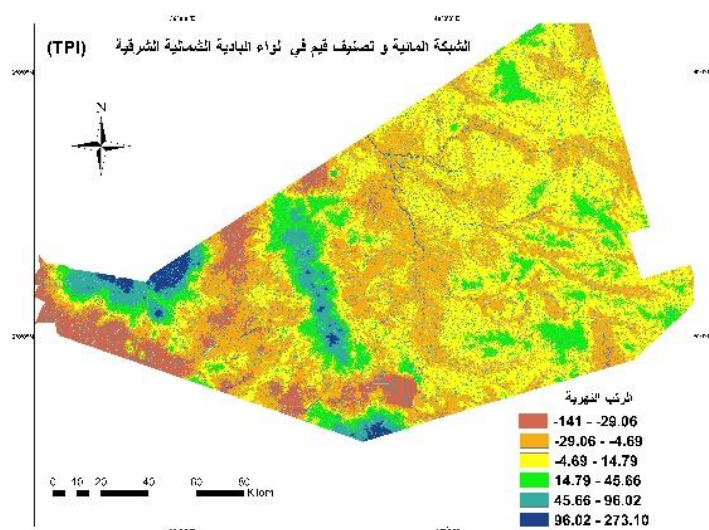 الشبكة المائية و تصنيف قيم في لواء البادية الشمالية الشرقية (TPI)
N
الرتب النهرية
-141 - -29.06
-29.06 - -4.69
-4.69 - 14.79
14.79 - 45.66
45.66 - 96.02
96.02 - 273.10
0 10 20 40 60 80